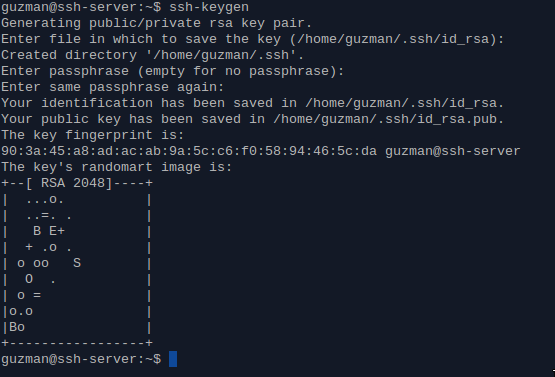 guzman@ssh-server:~$ ssh-keygen
Generating public/private rsa key pair.
Enter file in which to save the key (/home/guzman/.ssh/id_rsa):
Created directory '/home/guzman/.ssh'.
Enter passphrase (empty for no passphrase):
Enter same passphrase again:
Your identification has been saved in /home/guzman/.ssh/id_rsa.
Your public key has been saved in /home/guzman/.ssh/id_rsa.pub.
The key fingerprint is:
90:3a:45:a8:ad:ac:ab:9a:5c:c6:f0:58:94:46:5c:da guzman@ssh-server
The key's randomart image is:
+--[ RSA 2048]----+
|  ...o.          |
|  ..=. .         |
|   B E+          |
|  + .o .         |
| o oo   S        |
|  O  .           |
| o =             |
|o.o              |
|Bo               |
+-----------------+
guzman@ssh-server:~$